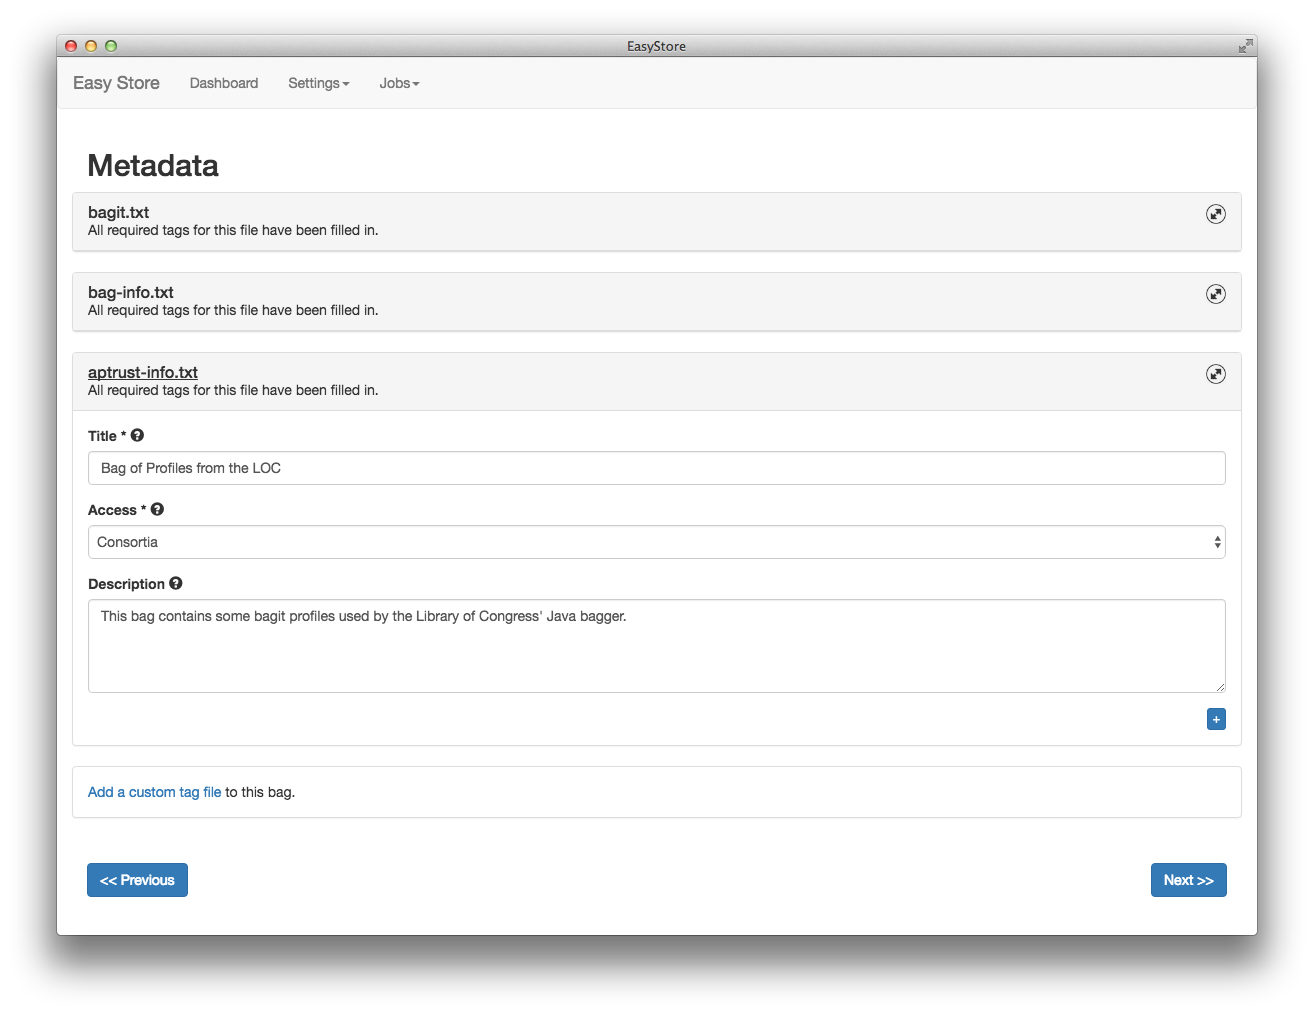 EasyStore
Easy Store Dashboard Settings Jobs
Metadata
bagit.txt
All required tags for this file have been filled in.
bag-info.txt
All required tags for this file have been filled in.
aptrust-info.txt
All required tags for this file have been filled in.
Title * ?
Bag of Profiles from the LOC
Access * ?
Consortia
Description ?
This bag contains some bagit profiles used by the Library of Congress' Java bagger.
+
Add a custom tag file to this bag.
<< Previous Next >>